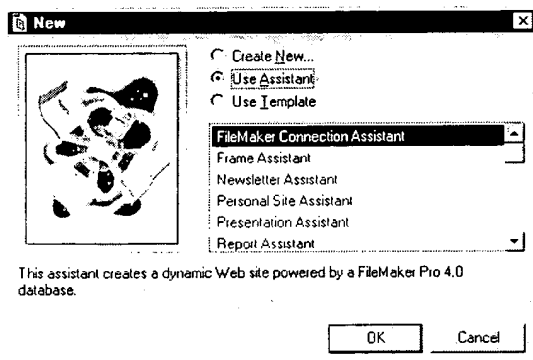 New
Create New...
Use Assistant
Use Template
FileMaker Connection Assistant
Frame Assistant
Newsletter Assistant
Personal Site Assistant
Presentation Assistant
Report Assistant
This assistant creates a dynamic Web site powered by a FileMaker Pro 4.0
database.
OK
Cancel